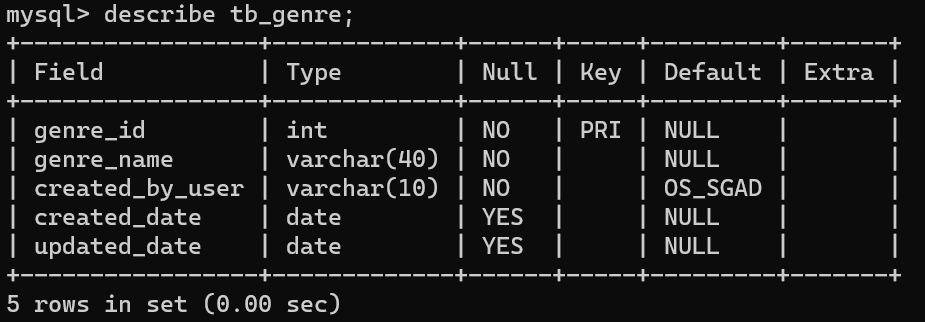 mysql> describe tb_genre;
+-----------------+-------------+------+-----+---------+-------+
| Field           | Type        | Null | Key | Default | Extra |
+-----------------+-------------+------+-----+---------+-------+
| genre_id        | int         | NO   | PRI | NULL    |       |
| genre_name      | varchar(40) | NO   |     | NULL    |       |
| created_by_user | varchar(10) | NO   |     | OS_SGAD |       |
| created_date    | date        | YES  |     | NULL    |       |
| updated_date    | date        | YES  |     | NULL    |       |
+-----------------+-------------+------+-----+---------+-------+
5 rows in set (0.00 sec)